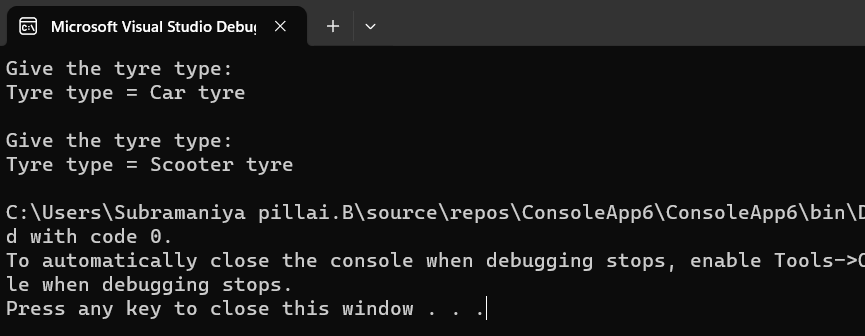 Microsoft Visual Studio Debug
Give the tyre type:
Tyre type = Car tyre
Give the tyre type:
Tyre type = Scooter tyre
C:\Users\Subramaniya pillai.B\source\repos\ConsoleApp6\ConsoleApp6\bin\D
d with code 0.
To automatically close the console when debugging stops, enable Tools->O
le when debugging stops.
Press any key to close this window . . .